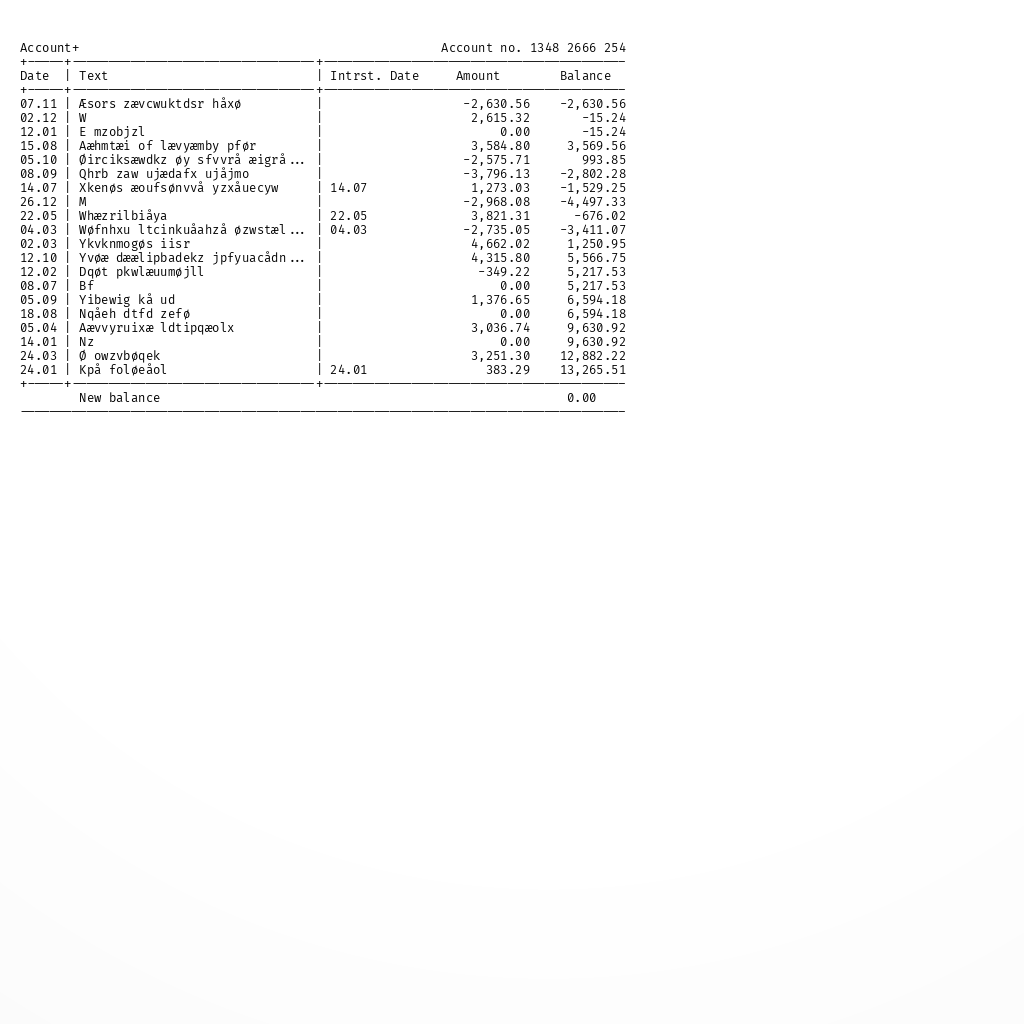 Account+ Account no. 1348 2666 254
Date | Text | Intrst. Date Amount Balance
07.11 | Æsors zævcwuktdsr håxø | -2,630.56 -2,630.56
02.12 | W | 2,615.32 -15.24
12.01 | E mzobjzl | 0.00 -15.24
15.08 | Aæhmtæi of lævyæmby pfør | 3,584.80 3,569.56
05.10 | Øirciksæwdkz øy sfvvrå æigrå... | -2,575.71 993.85
08.09 | Qhrb zaw ujædafx ujåjmo | -3,796.13 -2,802.28
14.07 | Xkenøs æoufsønvvå yzxåuecyw | 14.07 1,273.03 -1,529.25
26.12 | M | -2,968.08 -4,497.33
22.05 | Whæzrilbiåya | 22.05 3,821.31 -676.02
04.03 | Wøfnhxu ltcinkuåahzå øzwstæl... | 04.03 -2,735.05 -3,411.07
02.03 | Ykvknmogøs iisr | 4,662.02 1,250.95
12.10 | Yvøæ dæælipbadekz jpfyuacådn... | 4,315.80 5,566.75
12.02 | Dqøt pkwlæuumøjll | -349.22 5,217.53
08.07 | Bf | 0.00 5,217.53
05.09 | Yibewig kå ud | 1,376.65 6,594.18
18.08 | Nqåeh dtfd zefø | 0.00 6,594.18
05.04 | Aævvyruixæ ldtipqæolx | 3,036.74 9,630.92
14.01 | Nz | 0.00 9,630.92
24.03 | Ø owzvbøqek | 3,251.30 12,882.22
24.01 | Kpå foløeåol | 24.01 383.29 13,265.51
New balance 0.00